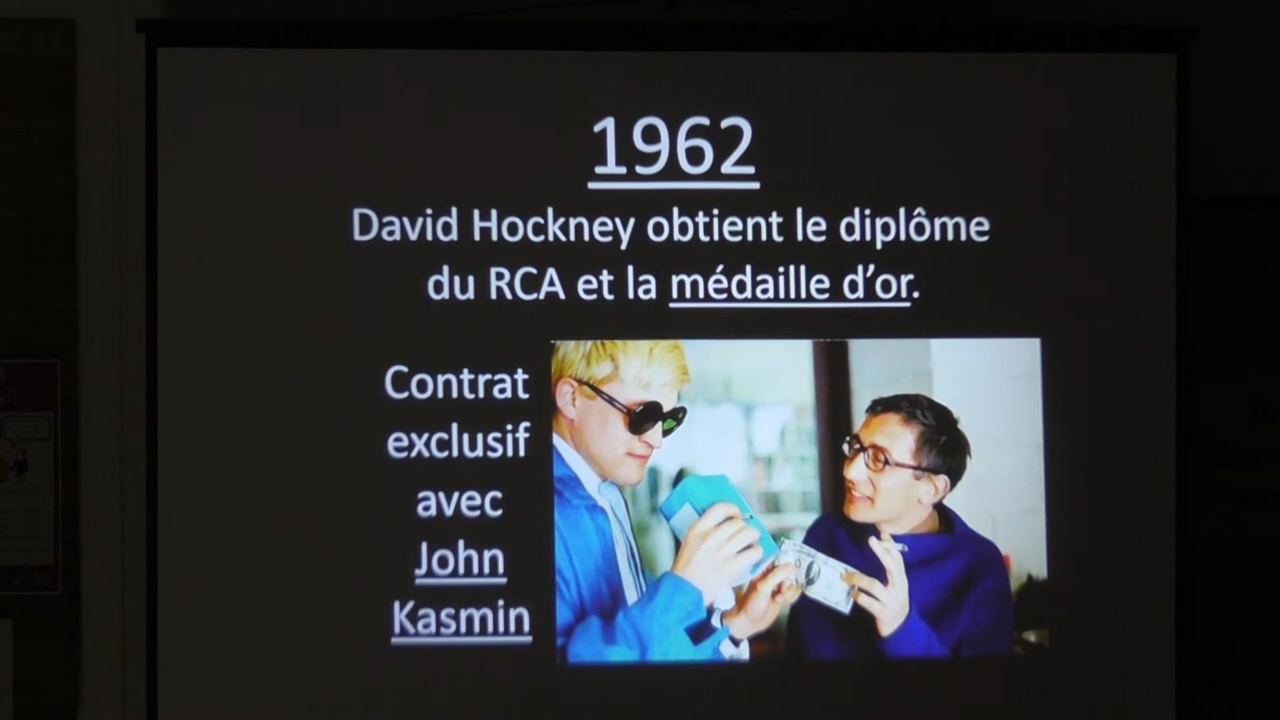 1962
David Hockney obtient le diplôme
du RCA et la médaille d’or.
Contrat
exclusif
avec
John
Kasmin